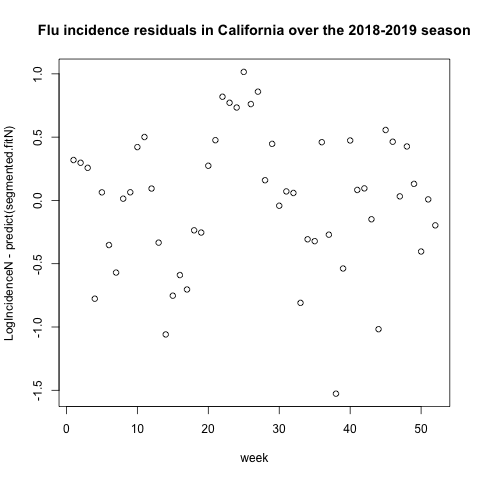 Flu incidence residuals in California over the 2018-2019 season
LogIncidenceN - predict(segmented.fitN)
1.0
0.5
0.0
-0.5
-1.0
-1.5
0 10 20 30 40 50
week